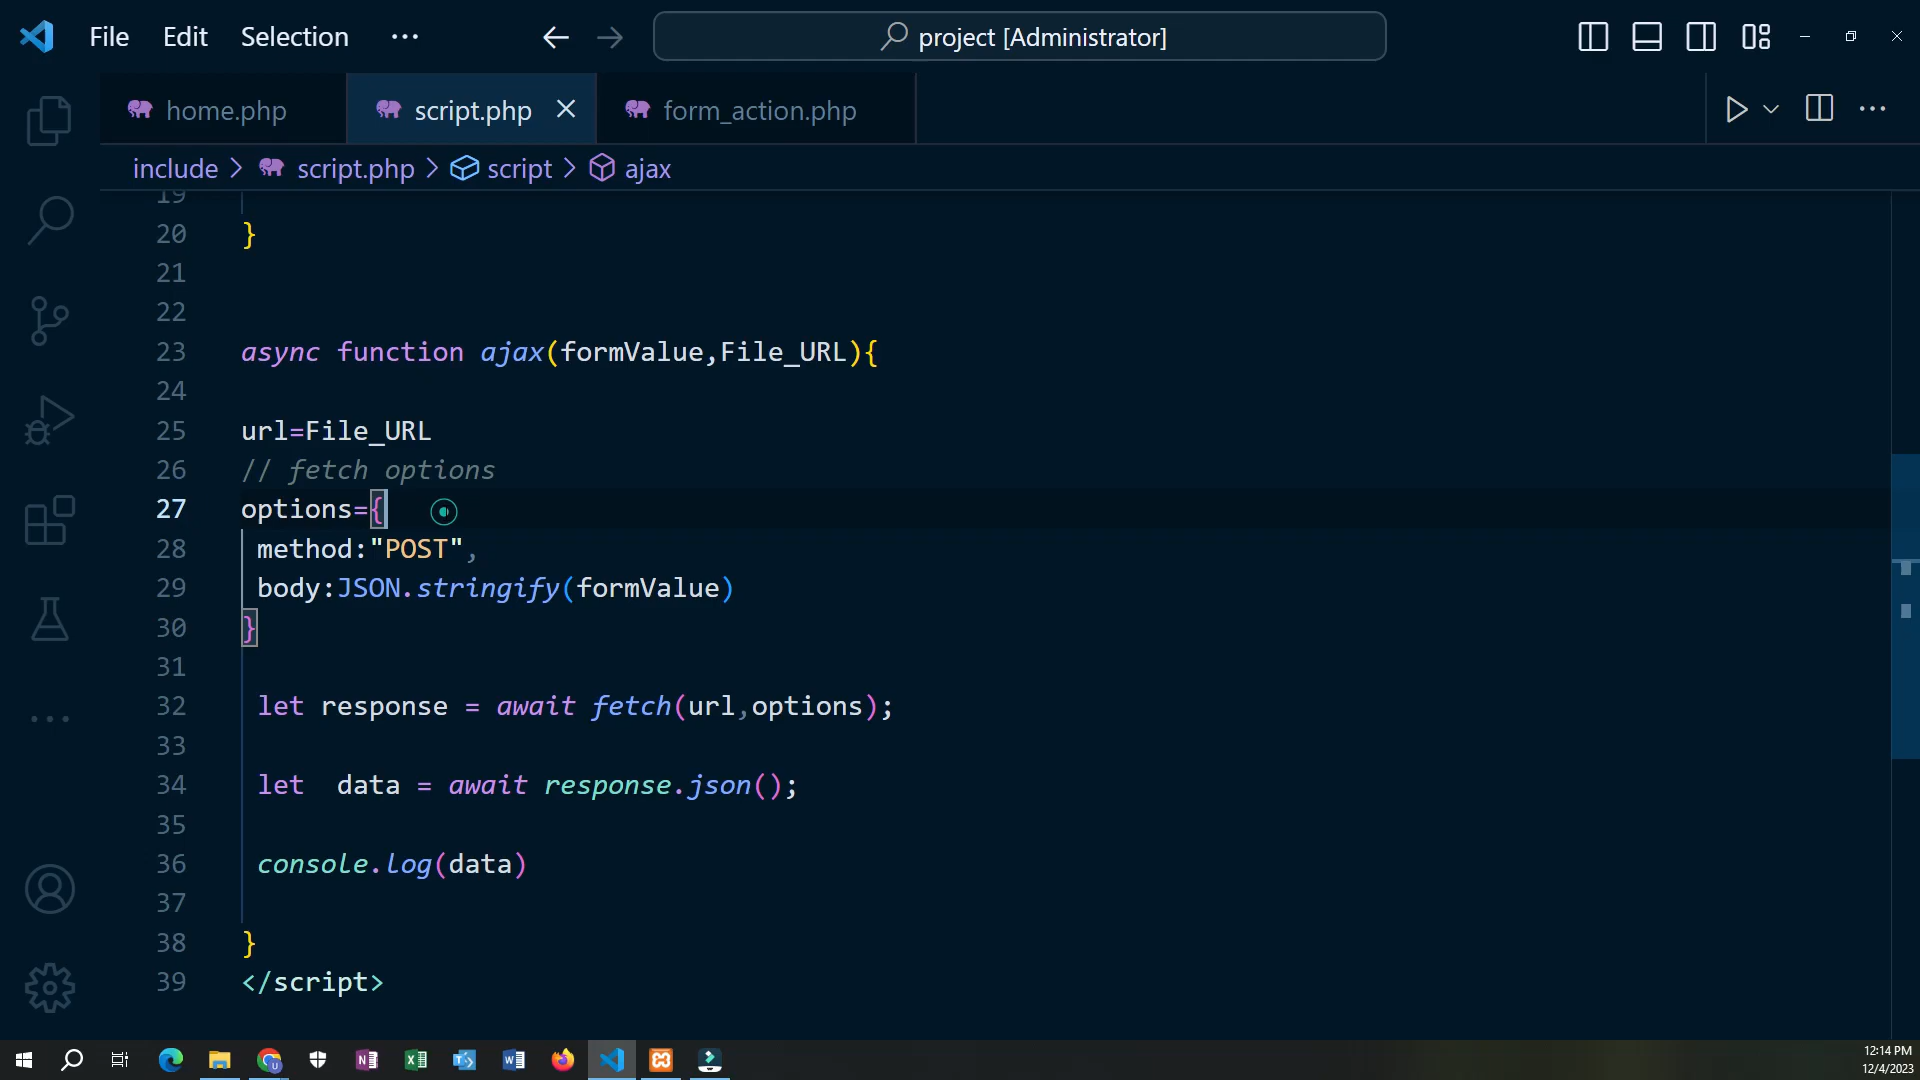 File Edit Selection ··· project [Administrator]
home.php script.php form_action.php
include > script.php > script > ajax
19
20 }
21
22
23 async function ajax(formValue,File_URL){
24
25 url=File_URL
26 // fetch options
27 options={
28 method:"POST",
29 body:JSON.stringify(formValue)
30 }
31
32 let response = await fetch(url,options);
33
34 let  data = await response.json();
35
36 console.log(data)
37
38 }
39 </script>
12:14 PM
12/4/2023